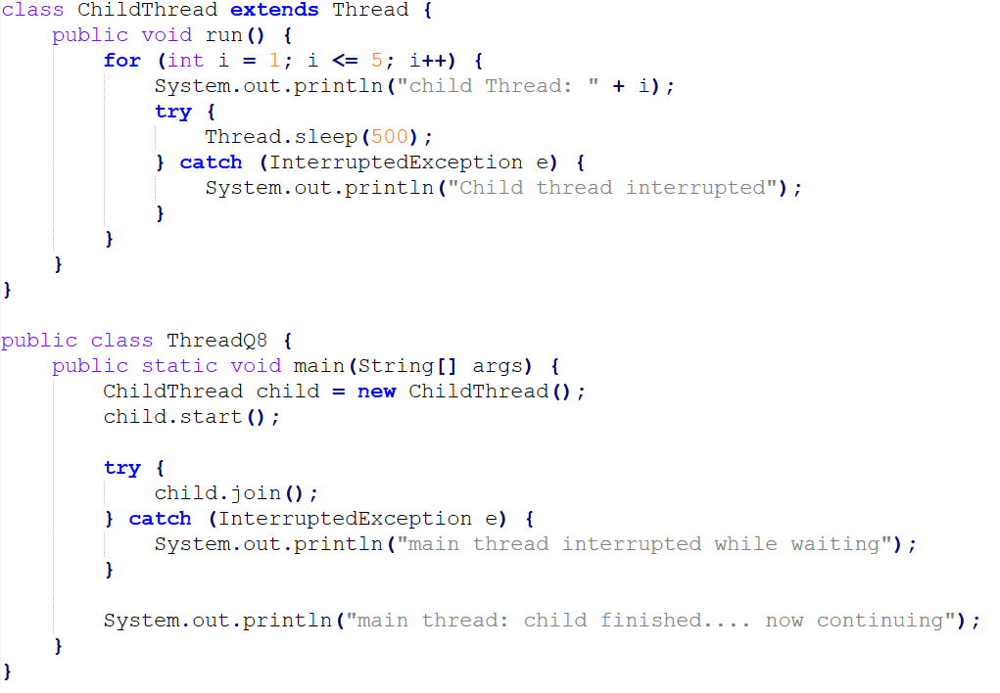 class ChildThread extends Thread {
    public void run() {
        for (int i = 1; i <= 5; i++) {
            System.out.println("child Thread: " + i);
            try {
                Thread.sleep(500);
            } catch (InterruptedException e) {
                System.out.println("Child thread interrupted");
            }
        }
    }
}

public class ThreadQ8 {
    public static void main(String[] args) {
        ChildThread child = new ChildThread();
        child.start();

        try {
            child.join();
        } catch (InterruptedException e) {
            System.out.println("main thread interrupted while waiting");
        }

        System.out.println("main thread: child finished.... now continuing");
    }
}